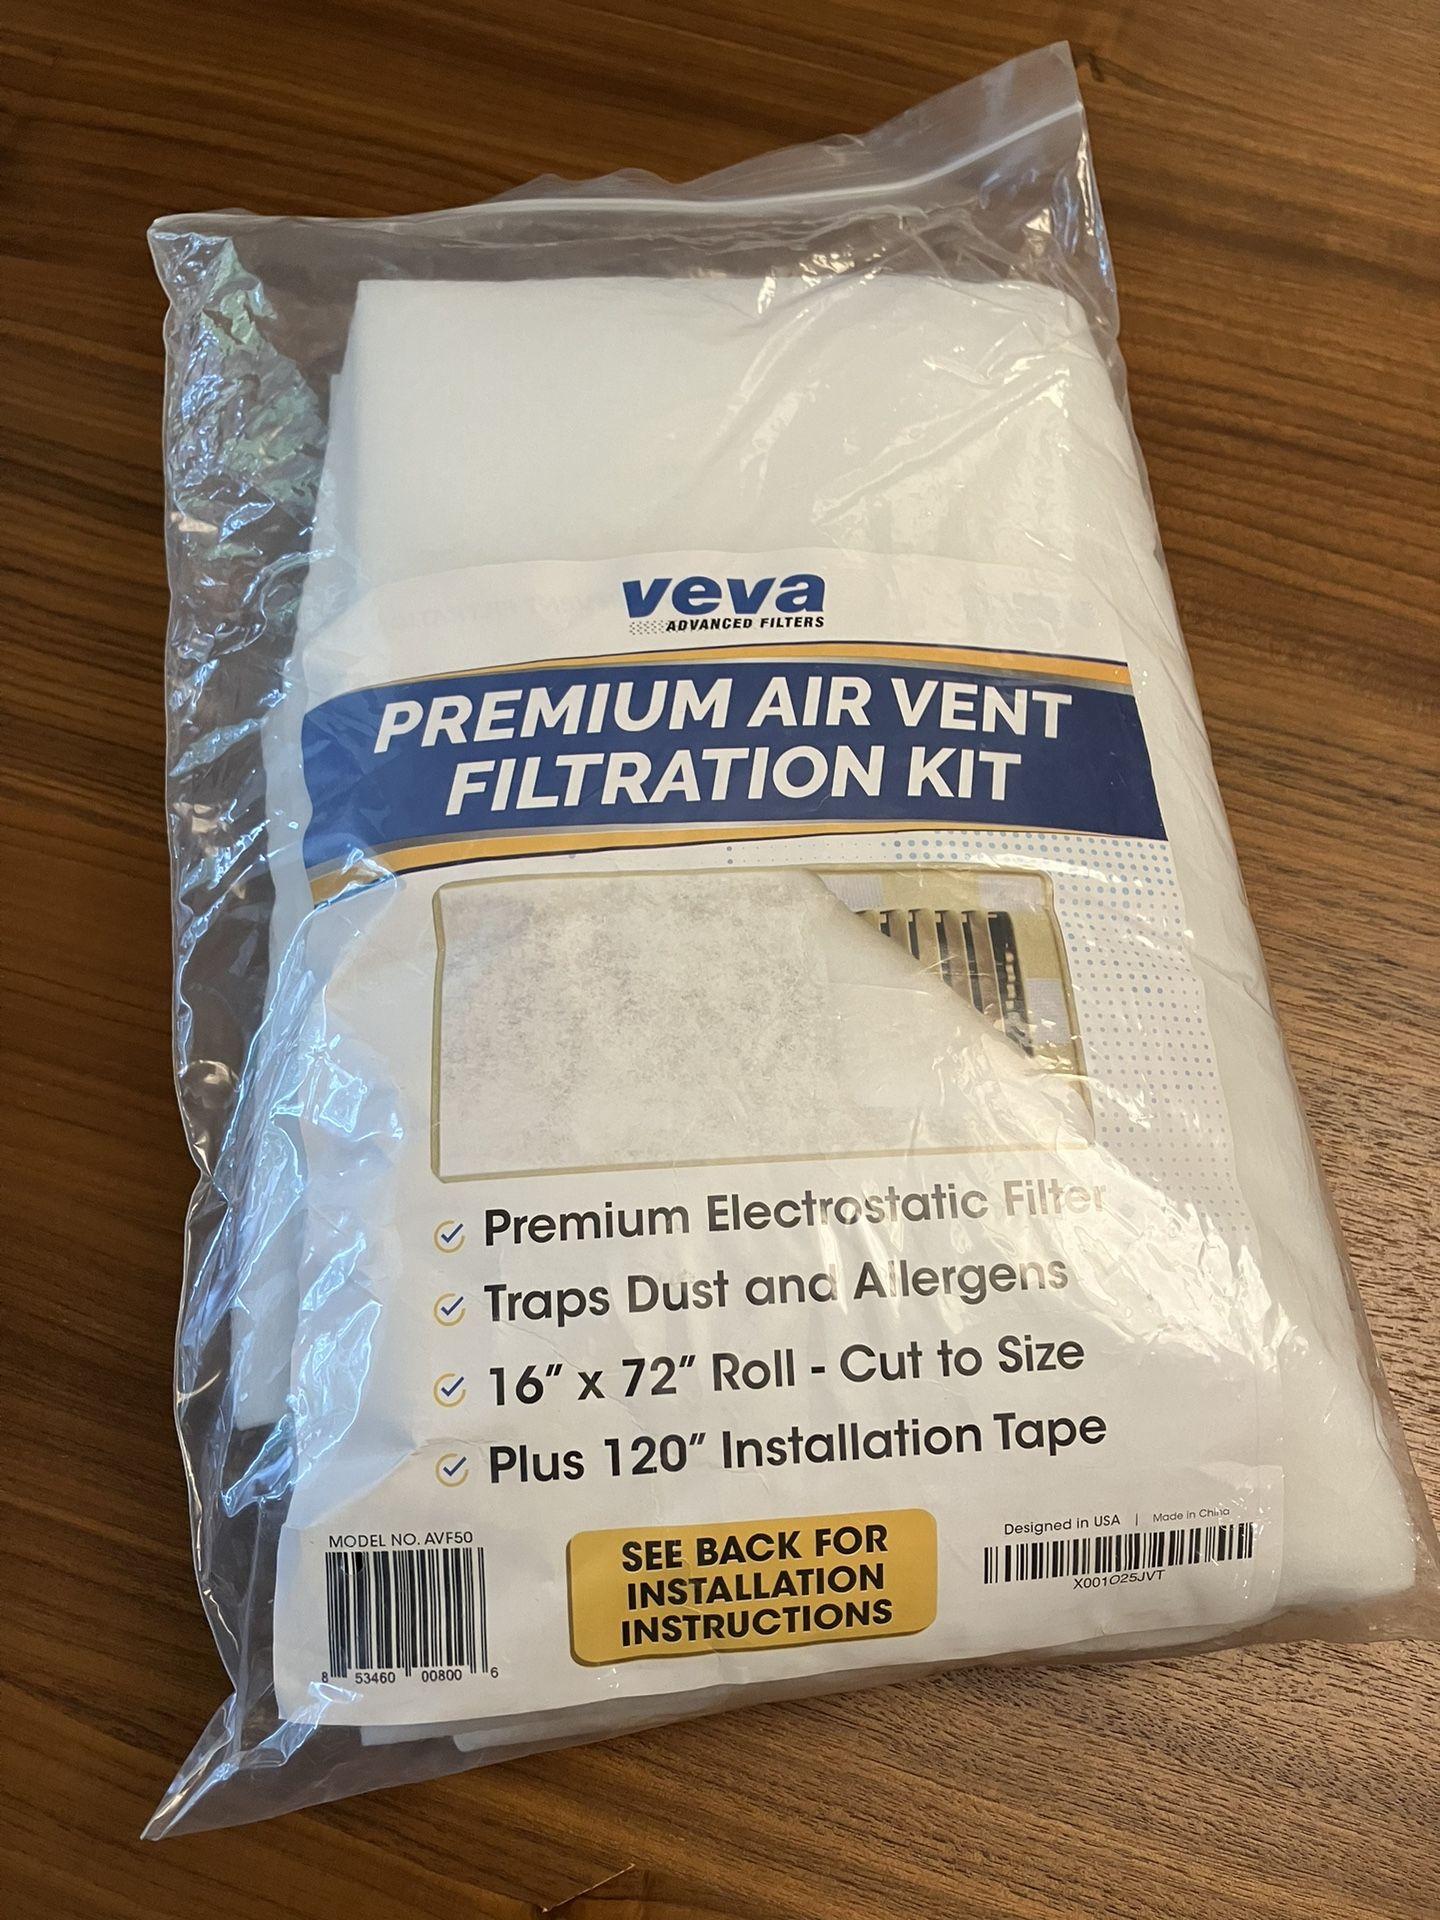 veva
ADVANCED FILTERS
PREMIUM AIR VENT
FILTRATION KIT
Premium Electrostatic Filter
Traps Dust and Allergens
16” x 72” Roll - Cut to Size
Plus 120” Installation Tape
MODEL NO. AVF50
8 53460 00800 6
SEE BACK FOR
INSTALLATION
INSTRUCTIONS
Designed in USA | Made in China
X001O25JVT